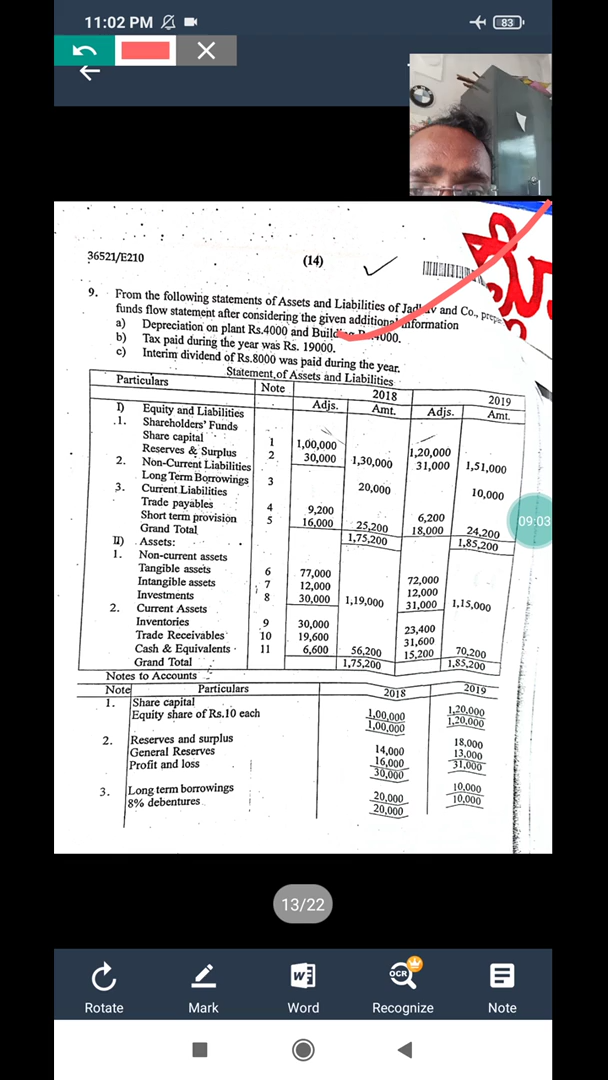 11:02 PM 83
36521/E210 (14)
9. From the following statements of Assets and Liabilities of and Co.,
funds flow statement after considering the given additional information
a) Depreciation on plant Rs.4000 and
b) Tax paid during the year was Rs. 19000.
c) Interim dividend of Rs.8000 was paid during the year.
Statement of Assets and Liabilities
Particulars Note 2018 2019
Adjs. Amt. Adjs. Amt.
I) Equity and Liabilities
.1. Shareholders' Funds
Share capital 1 1,00,000 1,20,000
Reserves & Surplus 2 30,000 1,30,000 31,000 1,51,000
2. Non-Current Liabilities
Long Term Borrowings 3 20,000 10,000
3. Current Liabilities
Trade payables 4 9,200 6,200
Short term provision 5 16,000 25,200 18,000 24,200
Grand Total 1,75,200 1,85,200
II) Assets:
1. Non-current assets
Tangible assets 6 77,000 72,000
Intangible assets 7 12,000 12,000
Investments 8 30,000 1,19,000 31,000 1,15,000
2. Current Assets
Inventories 9 30,000 23,400
Trade Receivables 10 19,600 31,600
Cash & Equivalents 11 6,600 56,200 15,200 70,200
Grand Total 1,75,200 1,85,200
Notes to Accounts
Note Particulars 2018 2019
1. Share capital
Equity share of Rs.10 each 1,00,000 1,20,000
1,00,000 1,20,000
2. Reserves and surplus
General Reserves 14,000 18,000
Profit and loss 16,000 13,000
30,000 31,000
3. Long term borrowings
8% debentures 20,000 10,000
20,000 10,000
09:03
13/22
OCR
Rotate Mark Word Recognize Note